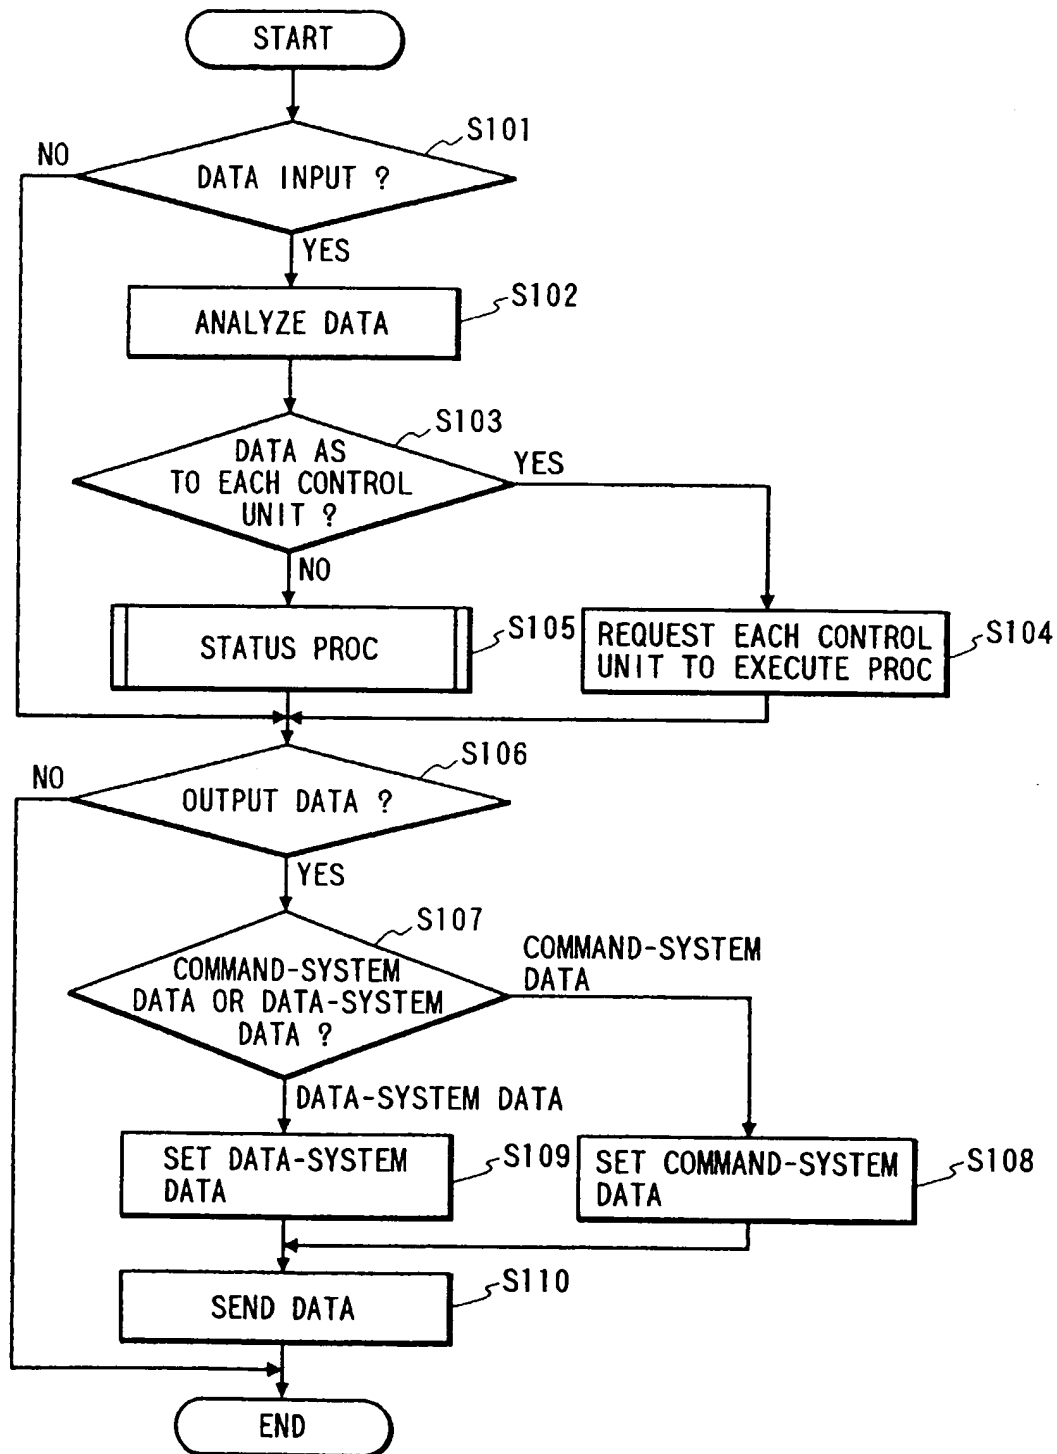 START
S101
NO
DATA INPUT ?
YES
S102
ANALYZE DATA
S103
DATA AS
TO EACH CONTROL
UNIT ?
YES
NO
STATUS PROC
S105
REQUEST EACH CONTROL
UNIT TO EXECUTE PROC
S104
S106
NO
OUTPUT DATA ?
YES
S107
COMMAND-SYSTEM
DATA OR DATA-SYSTEM
DATA ?
COMMAND-SYSTEM
DATA
DATA-SYSTEM DATA
SET DATA-SYSTEM
DATA
S109
SET COMMAND-SYSTEM
DATA
S108
SEND DATA
S110
END